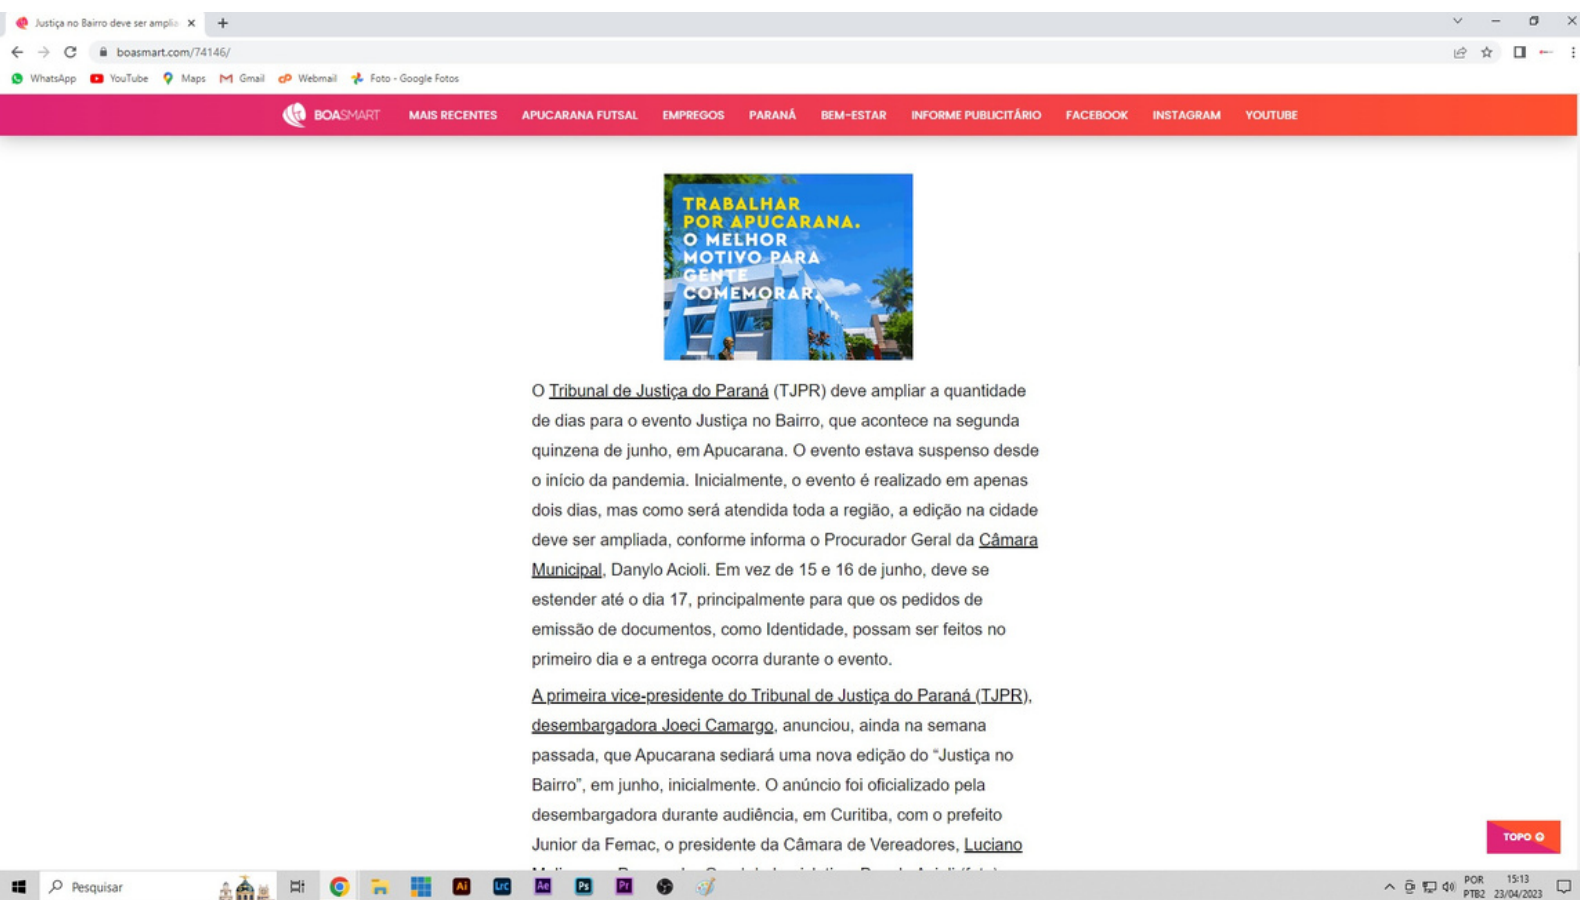 Justiça no Bairro deve ser amplia
boasmart.com/74146/
WhatsApp YouTube Maps Gmail Webmail Foto - Google Fotos
BOASMART MAIS RECENTES APUCARANA FUTSAL EMPREGOS PARANÁ BEM-ESTAR INFORME PUBLICITÁRIO FACEBOOK INSTAGRAM YOUTUBE
TRABALHAR
POR APUCARANA.
O MELHOR
MOTIVO PARA
GENTE
COMEMORAR.
O Tribunal de Justiça do Paraná (TJPR) deve ampliar a quantidade
de dias para o evento Justiça no Bairro, que acontece na segunda
quinzena de junho, em Apucarana. O evento estava suspenso desde
o início da pandemia. Inicialmente, o evento é realizado em apenas
dois dias, mas como será atendida toda a região, a edição na cidade
deve ser ampliada, conforme informa o Procurador Geral da Câmara
Municipal, Danylo Acioli. Em vez de 15 e 16 de junho, deve se
estender até o dia 17, principalmente para que os pedidos de
emissão de documentos, como Identidade, possam ser feitos no
primeiro dia e a entrega ocorra durante o evento.
A primeira vice-presidente do Tribunal de Justiça do Paraná (TJPR),
desembargadora Joeci Camargo, anunciou, ainda na semana
passada, que Apucarana sediará uma nova edição do “Justiça no
Bairro”, em junho, inicialmente. O anúncio foi oficializado pela
desembargadora durante audiência, em Curitiba, com o prefeito
Junior da Femac, o presidente da Câmara de Vereadores, Luciano
TOPO
Pesquisar
Ai Lrc Ae Ps Pr
POR 15:13
PTB2 23/04/2023